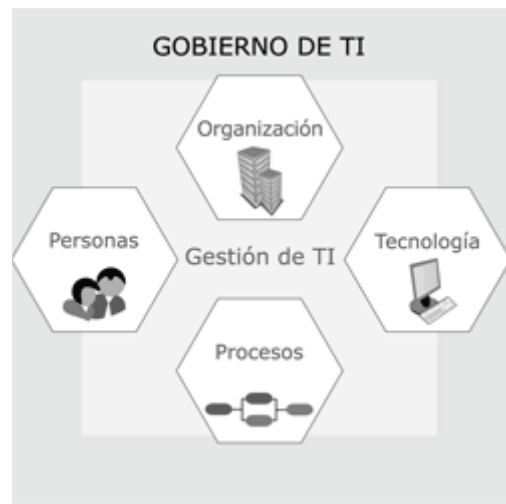 GOBIERNO DE TI
Organización
Personas
Gestión de TI
Tecnología
Procesos